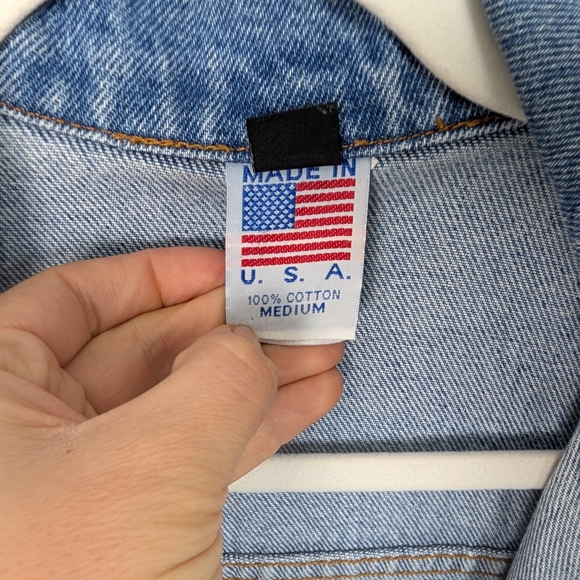 MADE IN
U. S. A.
100% COTTON
MEDIUM